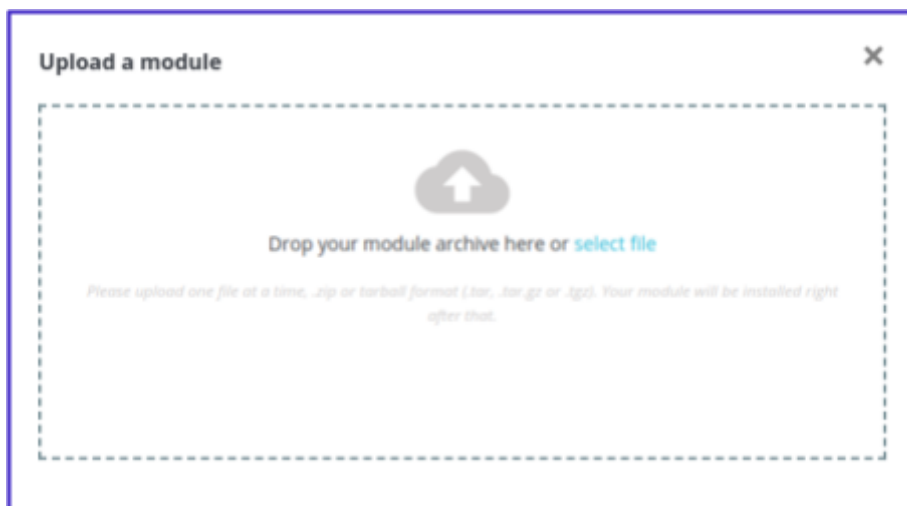 Upload a module
Drop your module archive here or select file
Please upload one file at a time, .zip or tarball format (.tar, .tar.gz or .tgz). Your module will be installed right
after that.